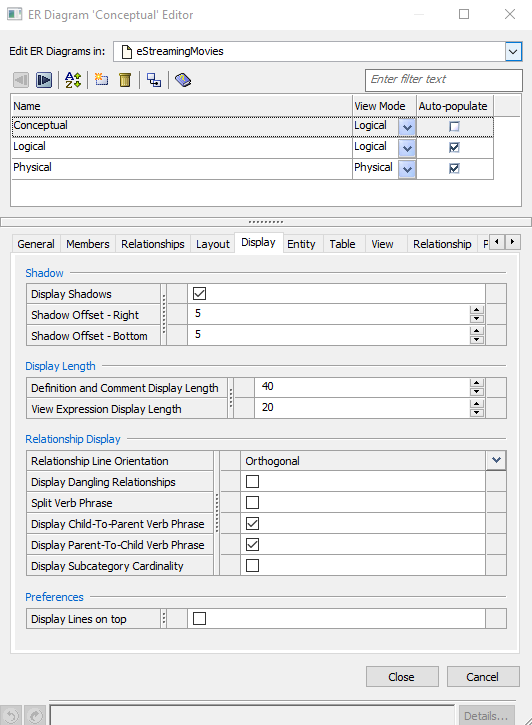 ER Diagram 'Conceptual' Editor
Edit ER Diagrams in: eStreamingMovies
Enter filter text
Name View Mode Auto-populate
Conceptual Logical
Logical Logical
Physical Physical
General Members Relationships Layout Display Entity Table View Relationship
Shadow
Display Shadows
Shadow Offset - Right 5
Shadow Offset - Bottom 5
Display Length
Definition and Comment Display Length 40
View Expression Display Length 20
Relationship Display
Relationship Line Orientation Orthogonal
Display Dangling Relationships
Split Verb Phrase
Display Child-To-Parent Verb Phrase
Display Parent-To-Child Verb Phrase
Display Subcategory Cardinality
Preferences
Display Lines on top
Close Cancel
Details...